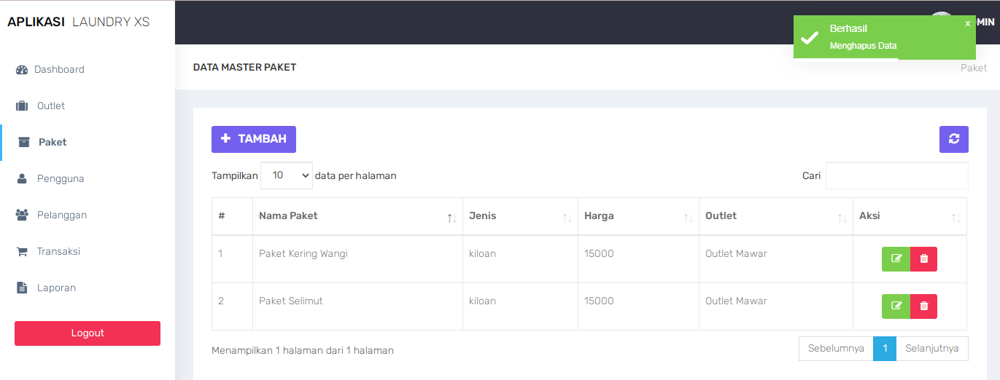 APLIKASI LAUNDRY XS
MIN
Berhasil
x
Menghapus Data
Dashboard
Outlet
Paket
Pengguna
Pelanggan
Transaksi
Laporan
Logout
DATA MASTER PAKET
Paket
+ TAMBAH
Tampilkan 10 data per halaman
Cari
# Nama Paket Jenis Harga Outlet Aksi
1 Paket Kering Wangi kiloan 15000 Outlet Mawar
2 Paket Selimut kiloan 15000 Outlet Mawar
Menampilkan 1 halaman dari 1 halaman
Sebelumnya 1 Selanjutnya